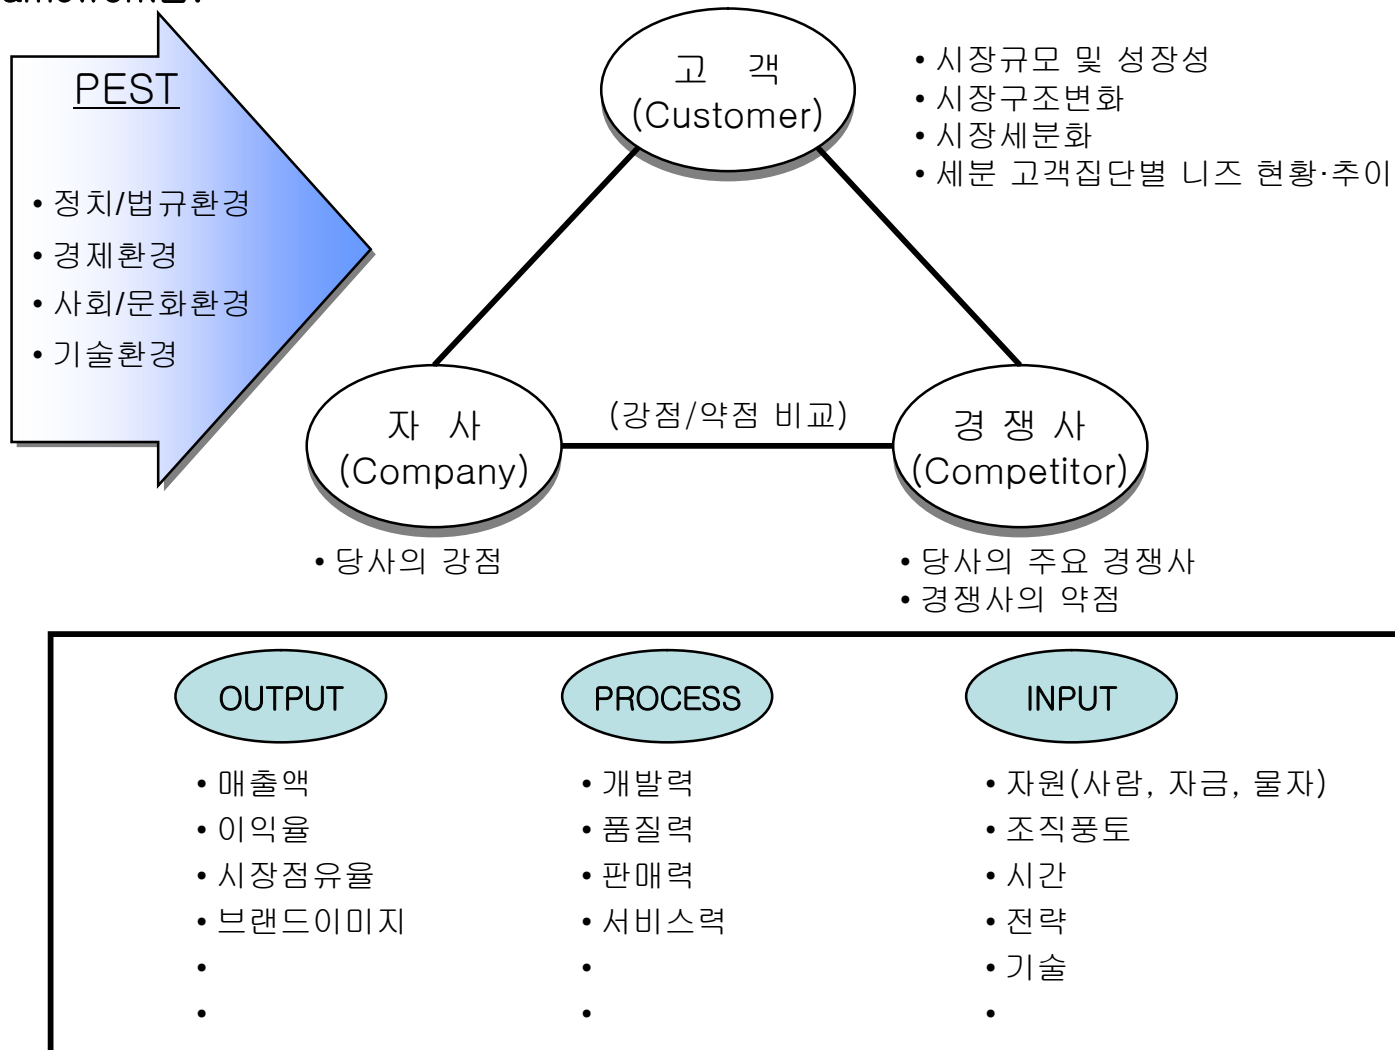 PEST
• 정치/법규환경
• 경제환경
• 사회/문화환경
• 기술환경
고 객
(Customer)
• 시장규모 및 성장성
• 시장구조변화
• 시장세분화
• 세분 고객집단별 니즈 현황·추이
자 사
(Company)
(강점/약점 비교)
경 쟁 사
(Competitor)
• 당사의 강점
• 당사의 주요 경쟁사
• 경쟁사의 약점
OUTPUT
• 매출액
• 이익율
• 시장점유율
• 브랜드이미지
•
•
PROCESS
• 개발력
• 품질력
• 판매력
• 서비스력
•
•
INPUT
• 자원(사람, 자금, 물자)
• 조직풍토
• 시간
• 전략
• 기술
•